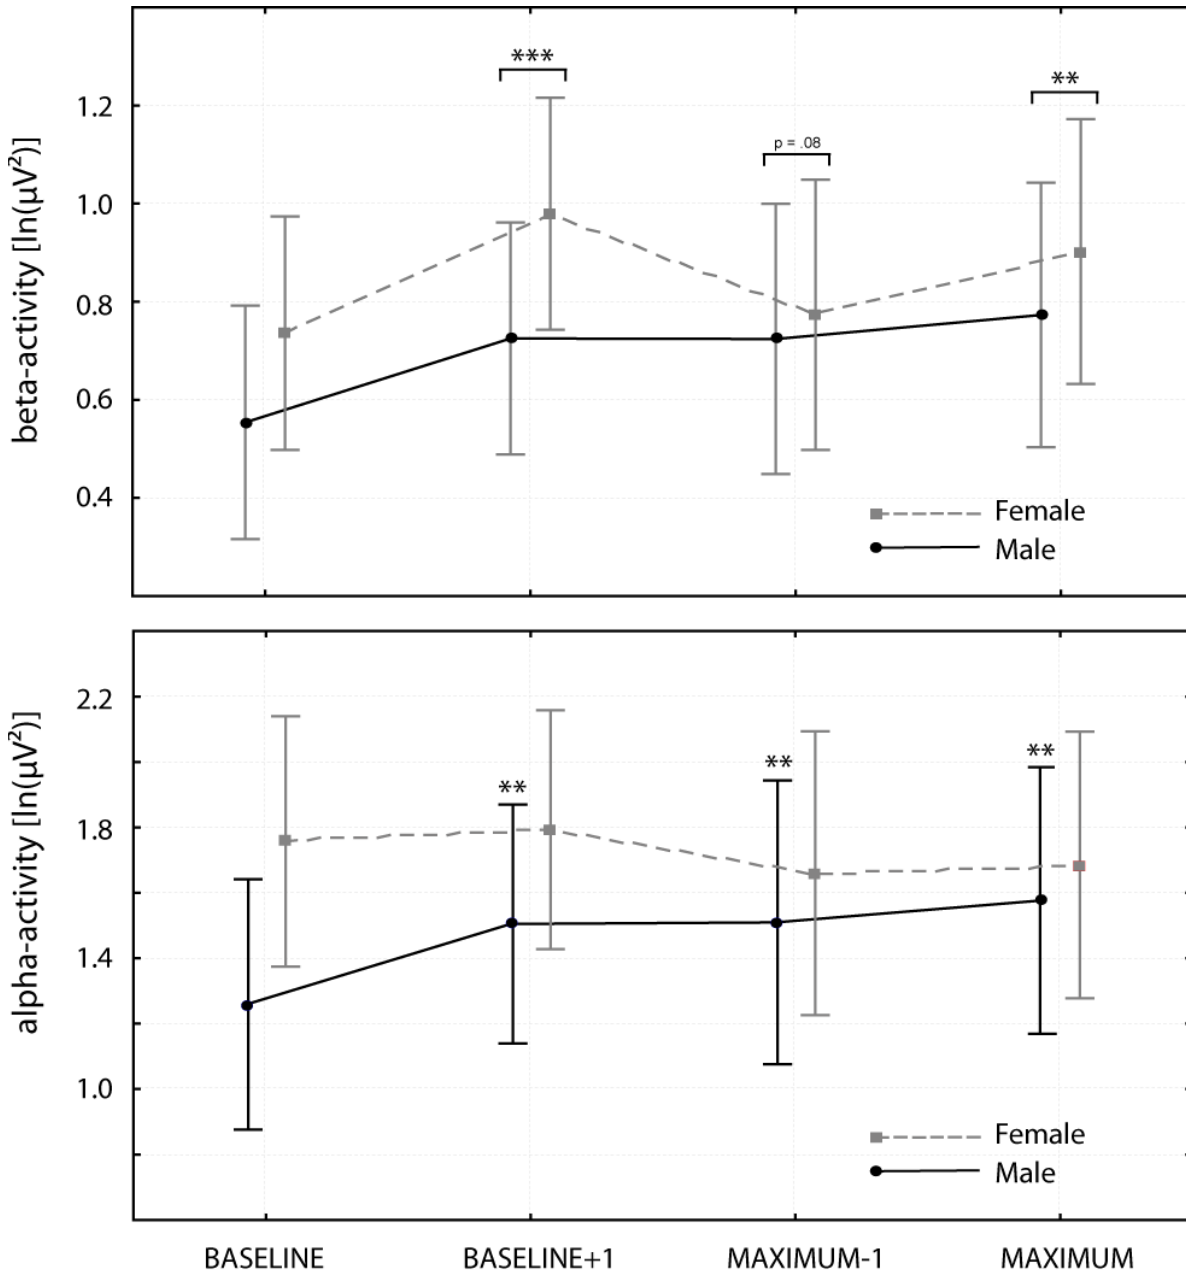 ***
**
1.2
p = .08
1.0
0.8
0.6
0.4
beta-activity [ln(µV²)]
Female
Male
2.2
**
**
**
1.8
1.4
1.0
alpha-activity [ln(µV²)]
Female
Male
BASELINE
BASELINE+1
MAXIMUM-1
MAXIMUM